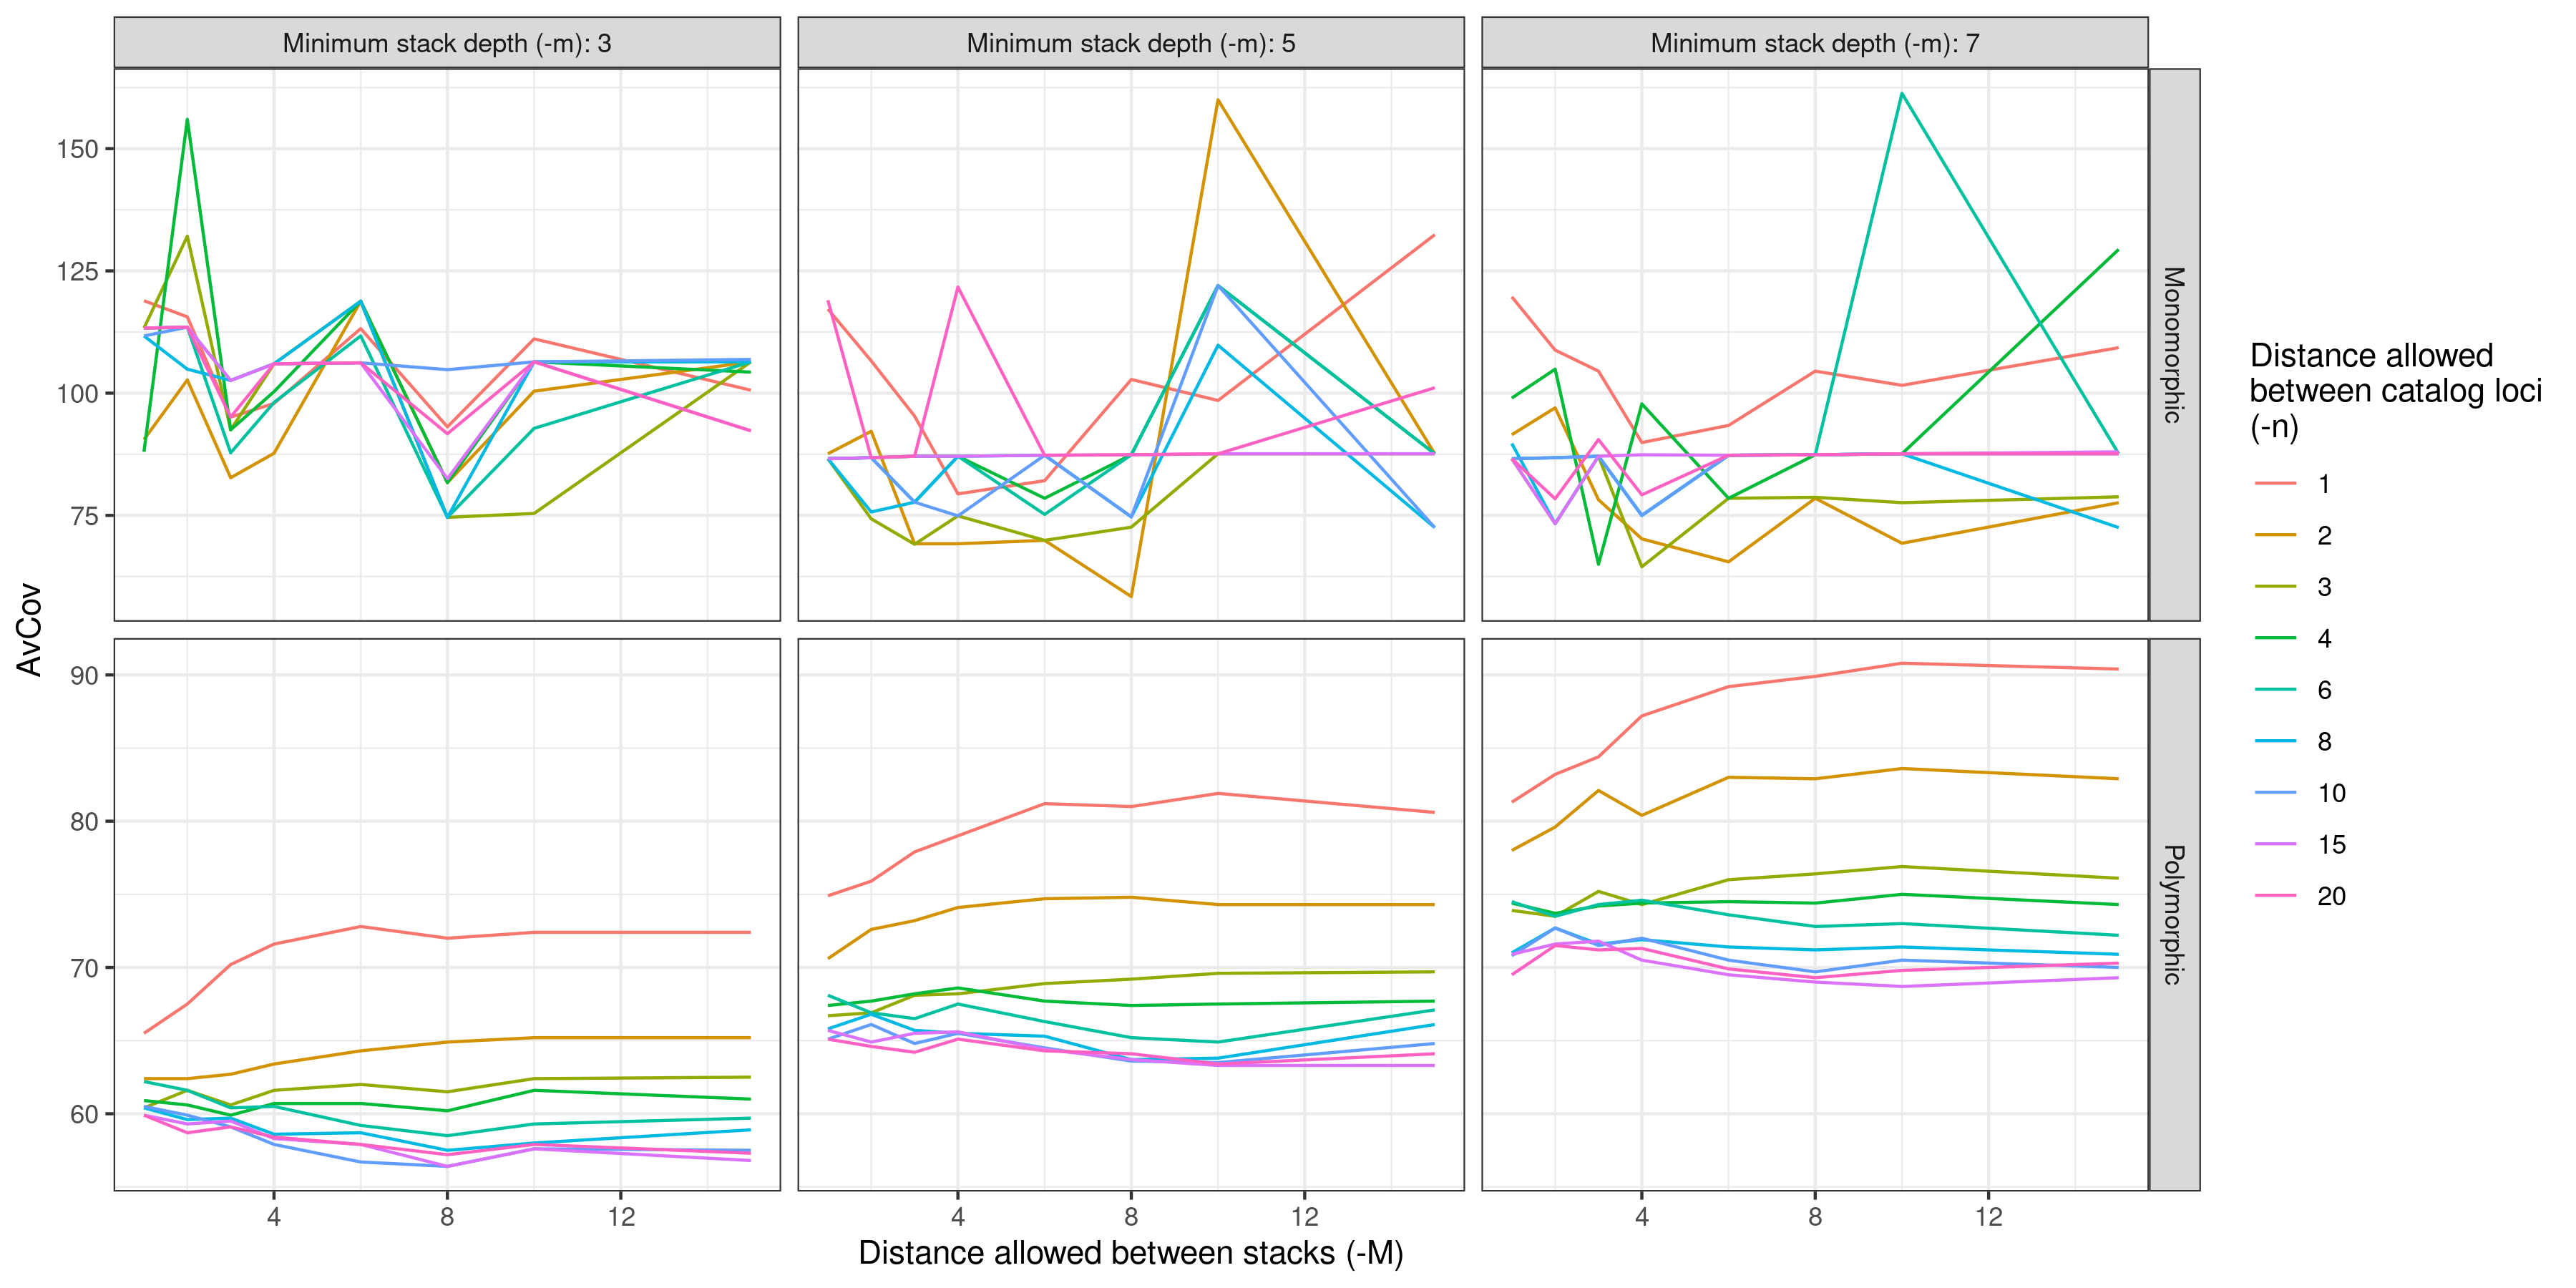 Minimum stack depth (-m): 3
Minimum stack depth (-m): 5
Minimum stack depth (-m): 7
150
125
100
75
Monomorphic
90
80
70
60
Polymorphic
AvCov
4
8
12
4
8
12
4
8
12
Distance allowed between stacks (-M)
Distance allowed
between catalog loci
(-n)
1
2
3
4
6
8
10
15
20